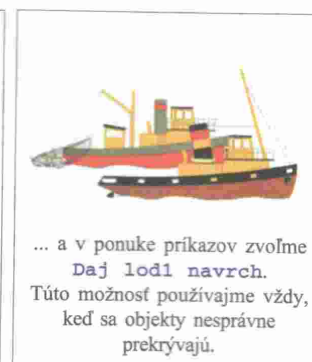 ... a v ponuke príkazov zvoľme
Daj lod1 navrch.
Túto možnosť používajme vždy,
keď sa objekty nesprávne
prekrývajú.